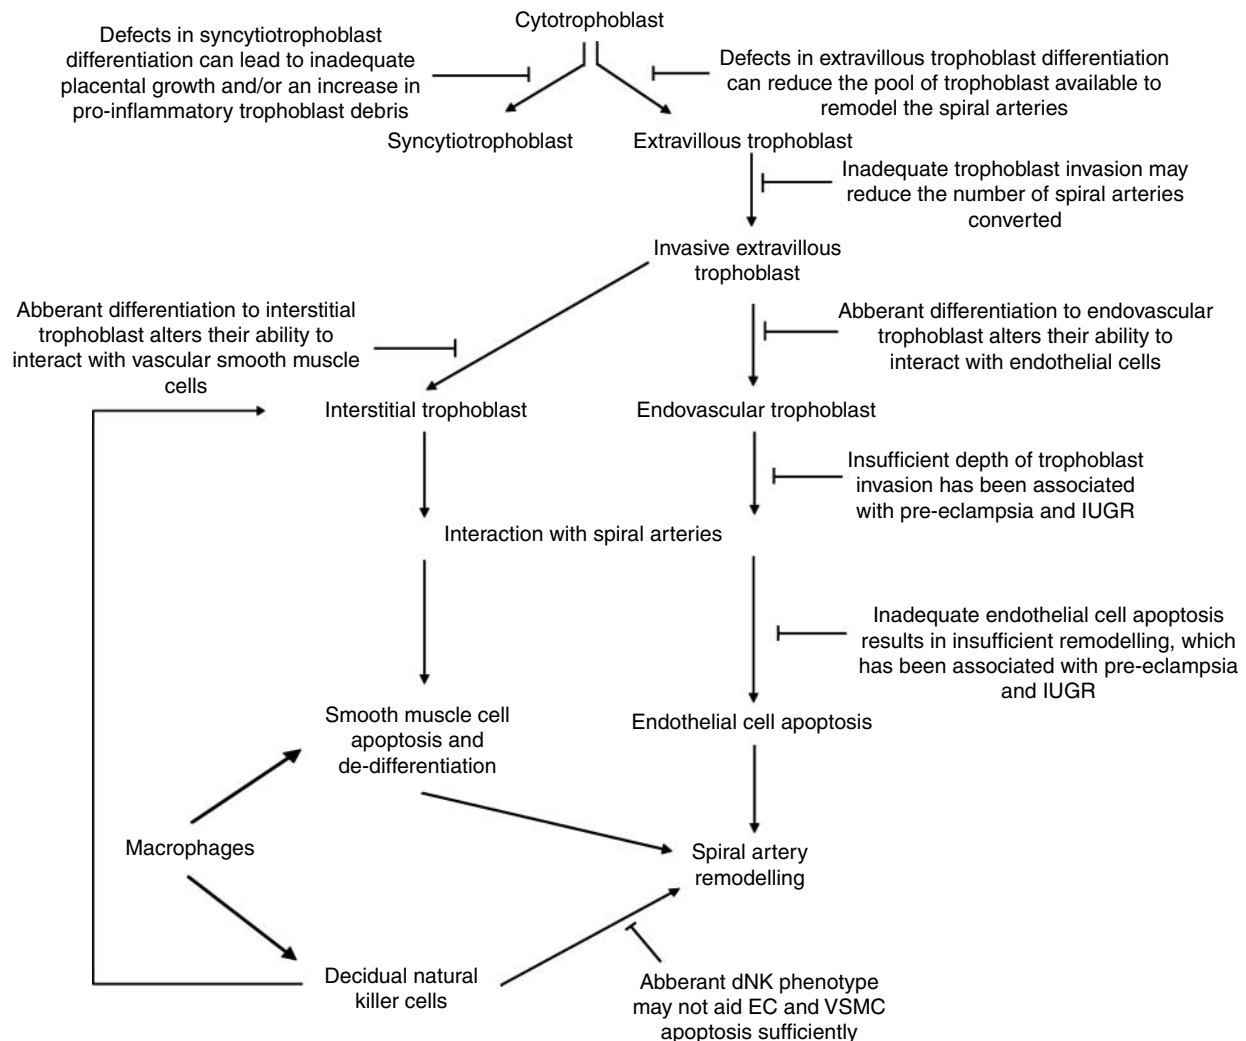 Cytotrophoblast
Defects in syncytiotrophoblast
differentiation can lead to inadequate
placental growth and/or an increase in
pro-inflammatory trophoblast debris
Defects in extravillous trophoblast differentiation
can reduce the pool of trophoblast available to
remodel the spiral arteries
Syncytiotrophoblast
Extravillous trophoblast
Inadequate trophoblast invasion may
reduce the number of spiral arteries
converted
Invasive extravillous
trophoblast
Abberant differentiation to interstitial
trophoblast alters their ability to
interact with vascular smooth muscle
cells
Abberant differentiation to endovascular
trophoblast alters their ability to
interact with endothelial cells
Interstitial trophoblast
Endovascular trophoblast
Insufficient depth of trophoblast
invasion has been associated
with pre-eclampsia and IUGR
Interaction with spiral arteries
Inadequate endothelial cell apoptosis
results in insufficient remodelling, which
has been associated with pre-eclampsia
and IUGR
Smooth muscle cell
apoptosis and
de-differentiation
Endothelial cell apoptosis
Macrophages
Spiral artery
remodelling
Decidual natural
killer cells
Abberant dNK phenotype
may not aid EC and VSMC
apoptosis sufficiently